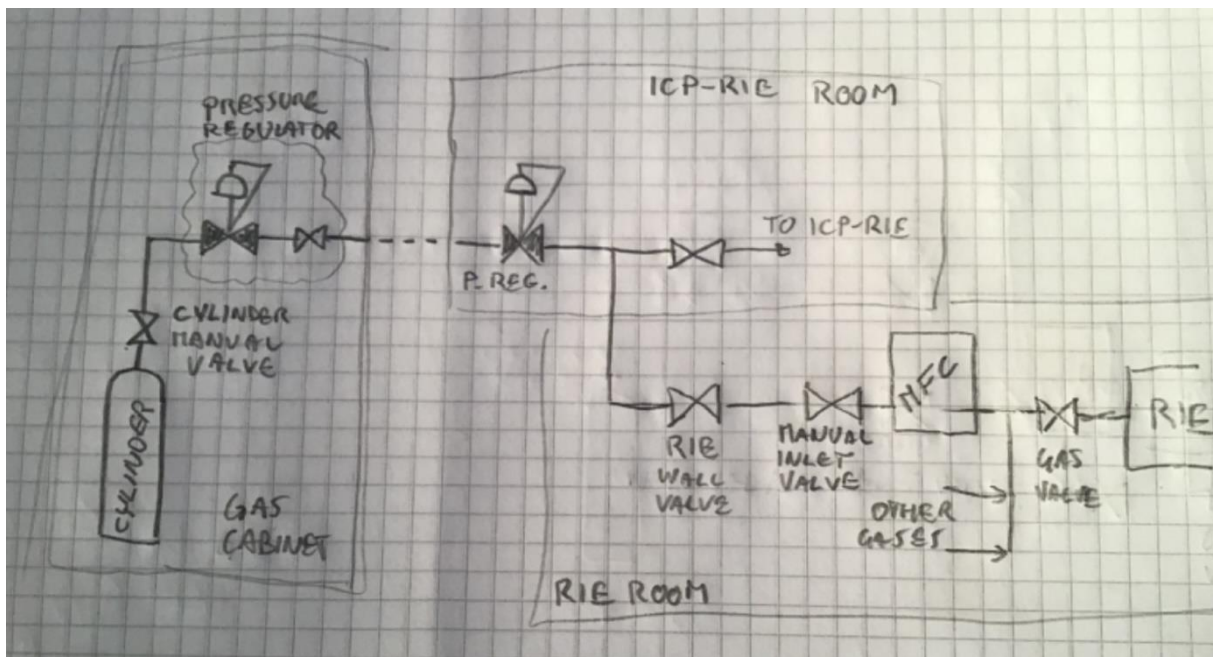 PRESSURE
REGULATOR
CYLINDER
MANUAL
VALVE
CYLINDER
GAS
CABINET
ICP-RIE ROOM
TO ICP-RIE
P. REG.
RIE
WALL
VALVE
MANUAL
INLET
VALVE
MFC
OTHER
GASES
GAS
VALVE
RIE
RIE ROOM